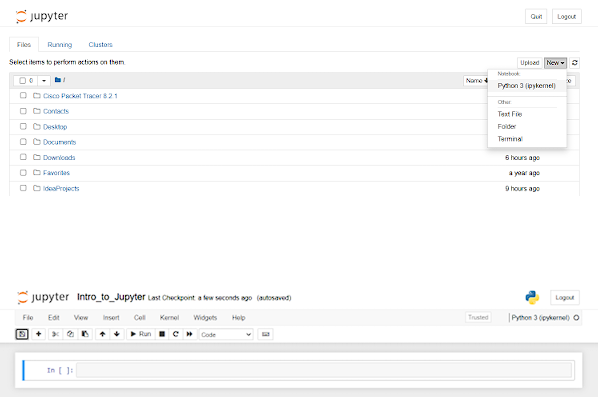 jupyter
Quit Logout
Files Running Clusters
Select items to perform actions on them.
Upload New
0 / Name
Notebook
Python 3 (ipykernel)
Other
Text File
Folder
Terminal
Cisco Packet Tracer 8.2.1
Contacts
Desktop
Documents
Downloads 6 hours ago
Favorites a year ago
IdeaProjects 9 hours ago
jupyter Intro_to_Jupyter Last Checkpoint: a few seconds ago (autosaved)
Logout
File Edit View Insert Cell Kernel Widgets Help Trusted Python 3 (ipykernel)
Run Code
In [ ]: